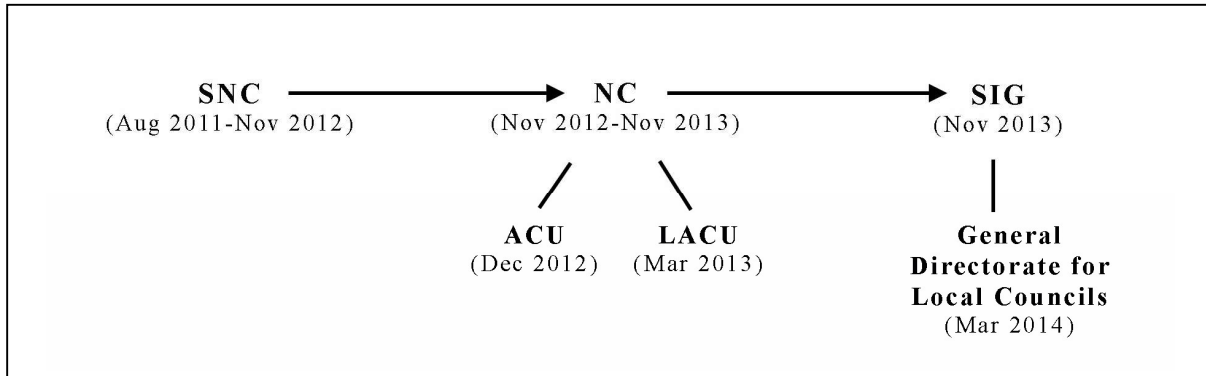 SNC
(Aug 2011-Nov 2012)
NC
(Nov 2012-Nov 2013)
SIG
(Nov 2013)
ACU
(Dec 2012)
LACU
(Mar 2013)
General
Directorate for
Local Councils
(Mar 2014)